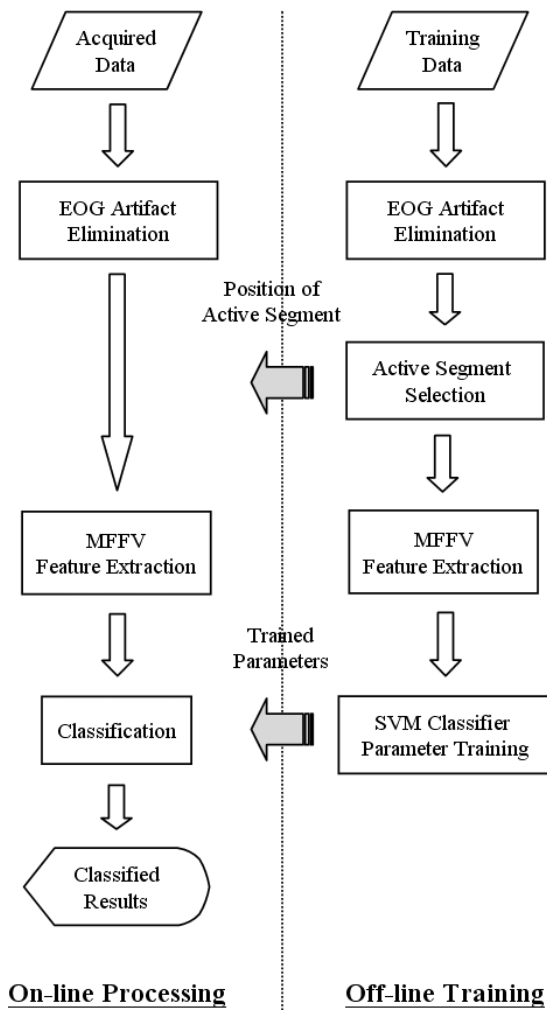 Acquired
Data
EOG Artifact
Elimination
MFFV
Feature Extraction
Classification
Classified
Results
On-line Processing
Position of
Active Segment
Trained
Parameters
Training
Data
EOG Artifact
Elimination
Active Segment
Selection
MFFV
Feature Extraction
SVM Classifier
Parameter Training
Off-line Training